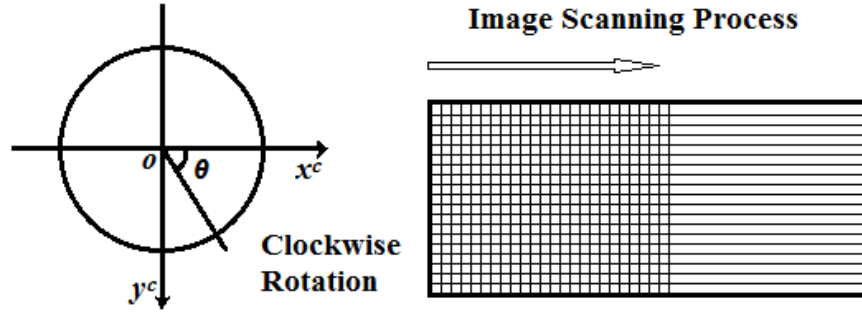 Image Scanning Process
o
θ
x^c
Clockwise
Rotation
y^c